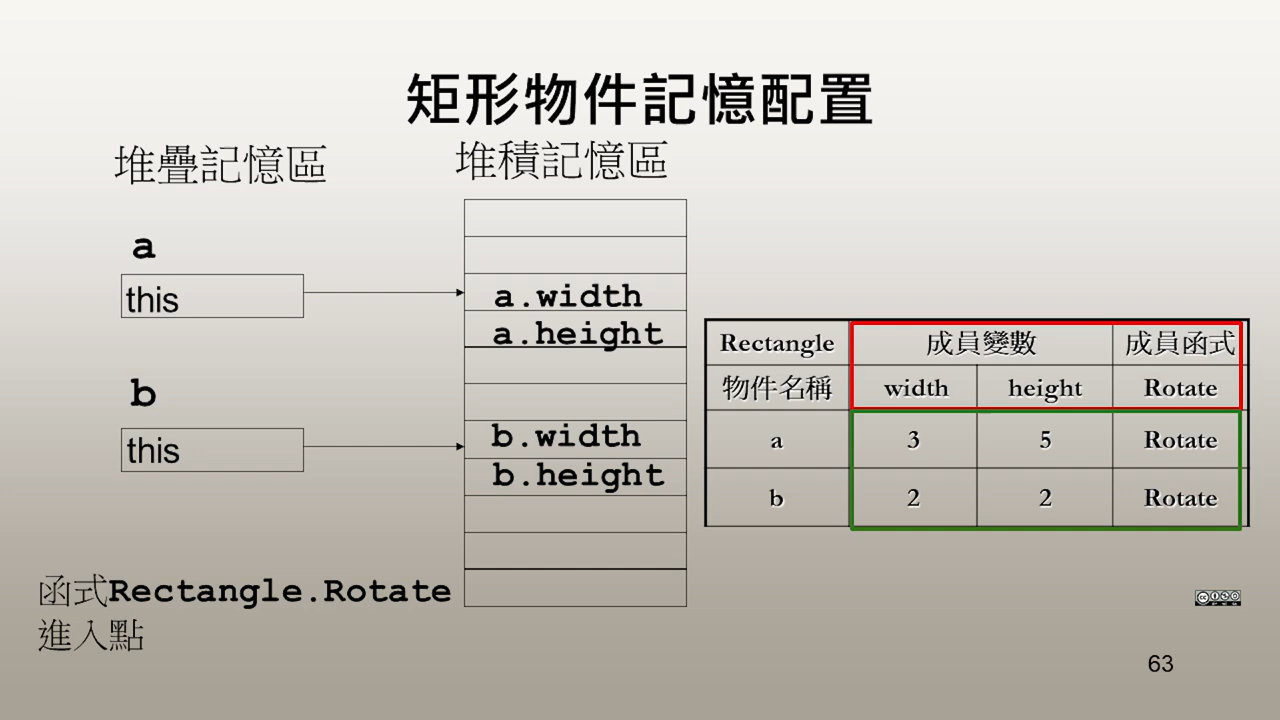 矩形物件記憶配置
堆疊記憶區
堆積記憶區
a
this
a.width
a.height
b
this
b.width
b.height
函式Rectangle.Rotate
進入點
Rectangle 成員變數 成員函式
物件名稱 width height Rotate
a 3 5 Rotate
b 2 2 Rotate
63